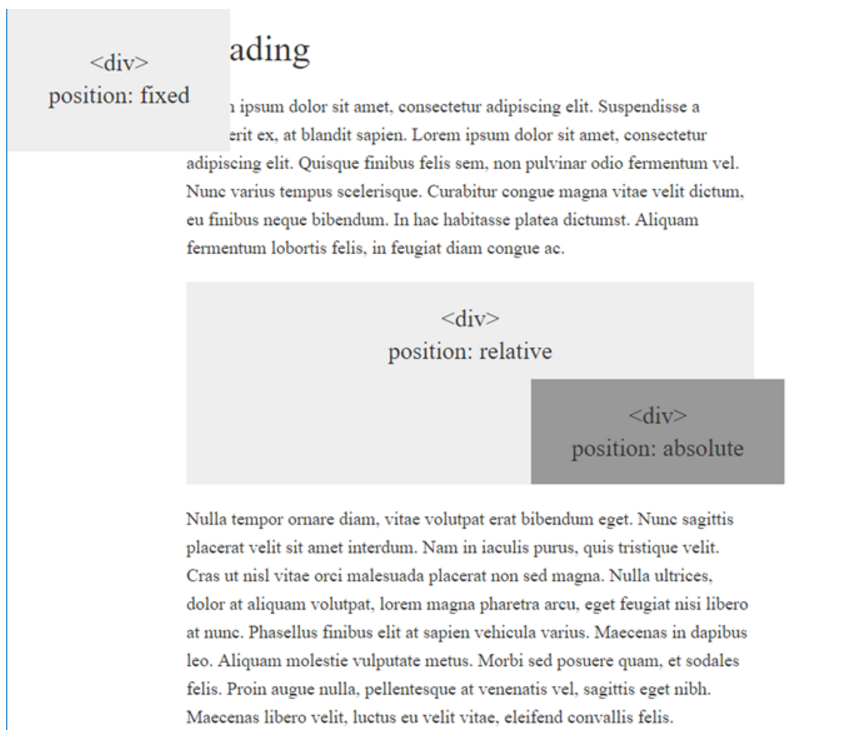 <div>
position: fixed
ading
ipsum dolor sit amet, consectetur adipiscing elit. Suspendisse a
erit ex, at blandit sapien. Lorem ipsum dolor sit amet, consectetur
adipiscing elit. Quisque finibus felis sem, non pulvinar odio fermentum vel.
Nunc varius tempus scelerisque. Curabitur congue magna vitae velit dictum,
eu finibus neque bibendum. In hac habitasse platea dictumst. Aliquam
fermentum lobortis felis, in feugiat diam congue ac.
<div>
position: relative
<div>
position: absolute
Nulla tempor ornare diam, vitae volutpat erat bibendum eget. Nunc sagittis
placerat velit sit amet interdum. Nam in iaculis purus, quis tristique velit.
Cras ut nisl vitae orci malesuada placerat non sed magna. Nulla ultrices,
dolor at aliquam volutpat, lorem magna pharetra arcu, eget feugiat nisi libero
at nunc. Phasellus finibus elit at sapien vehicula varius. Maecenas in dapibus
leo. Aliquam molestie vulputate metus. Morbi sed posuere quam, et sodales
felis. Proin augue nulla, pellentesque at venenatis vel, sagittis eget nibh.
Maecenas libero velit, luctus eu velit vitae, eleifend convallis felis.